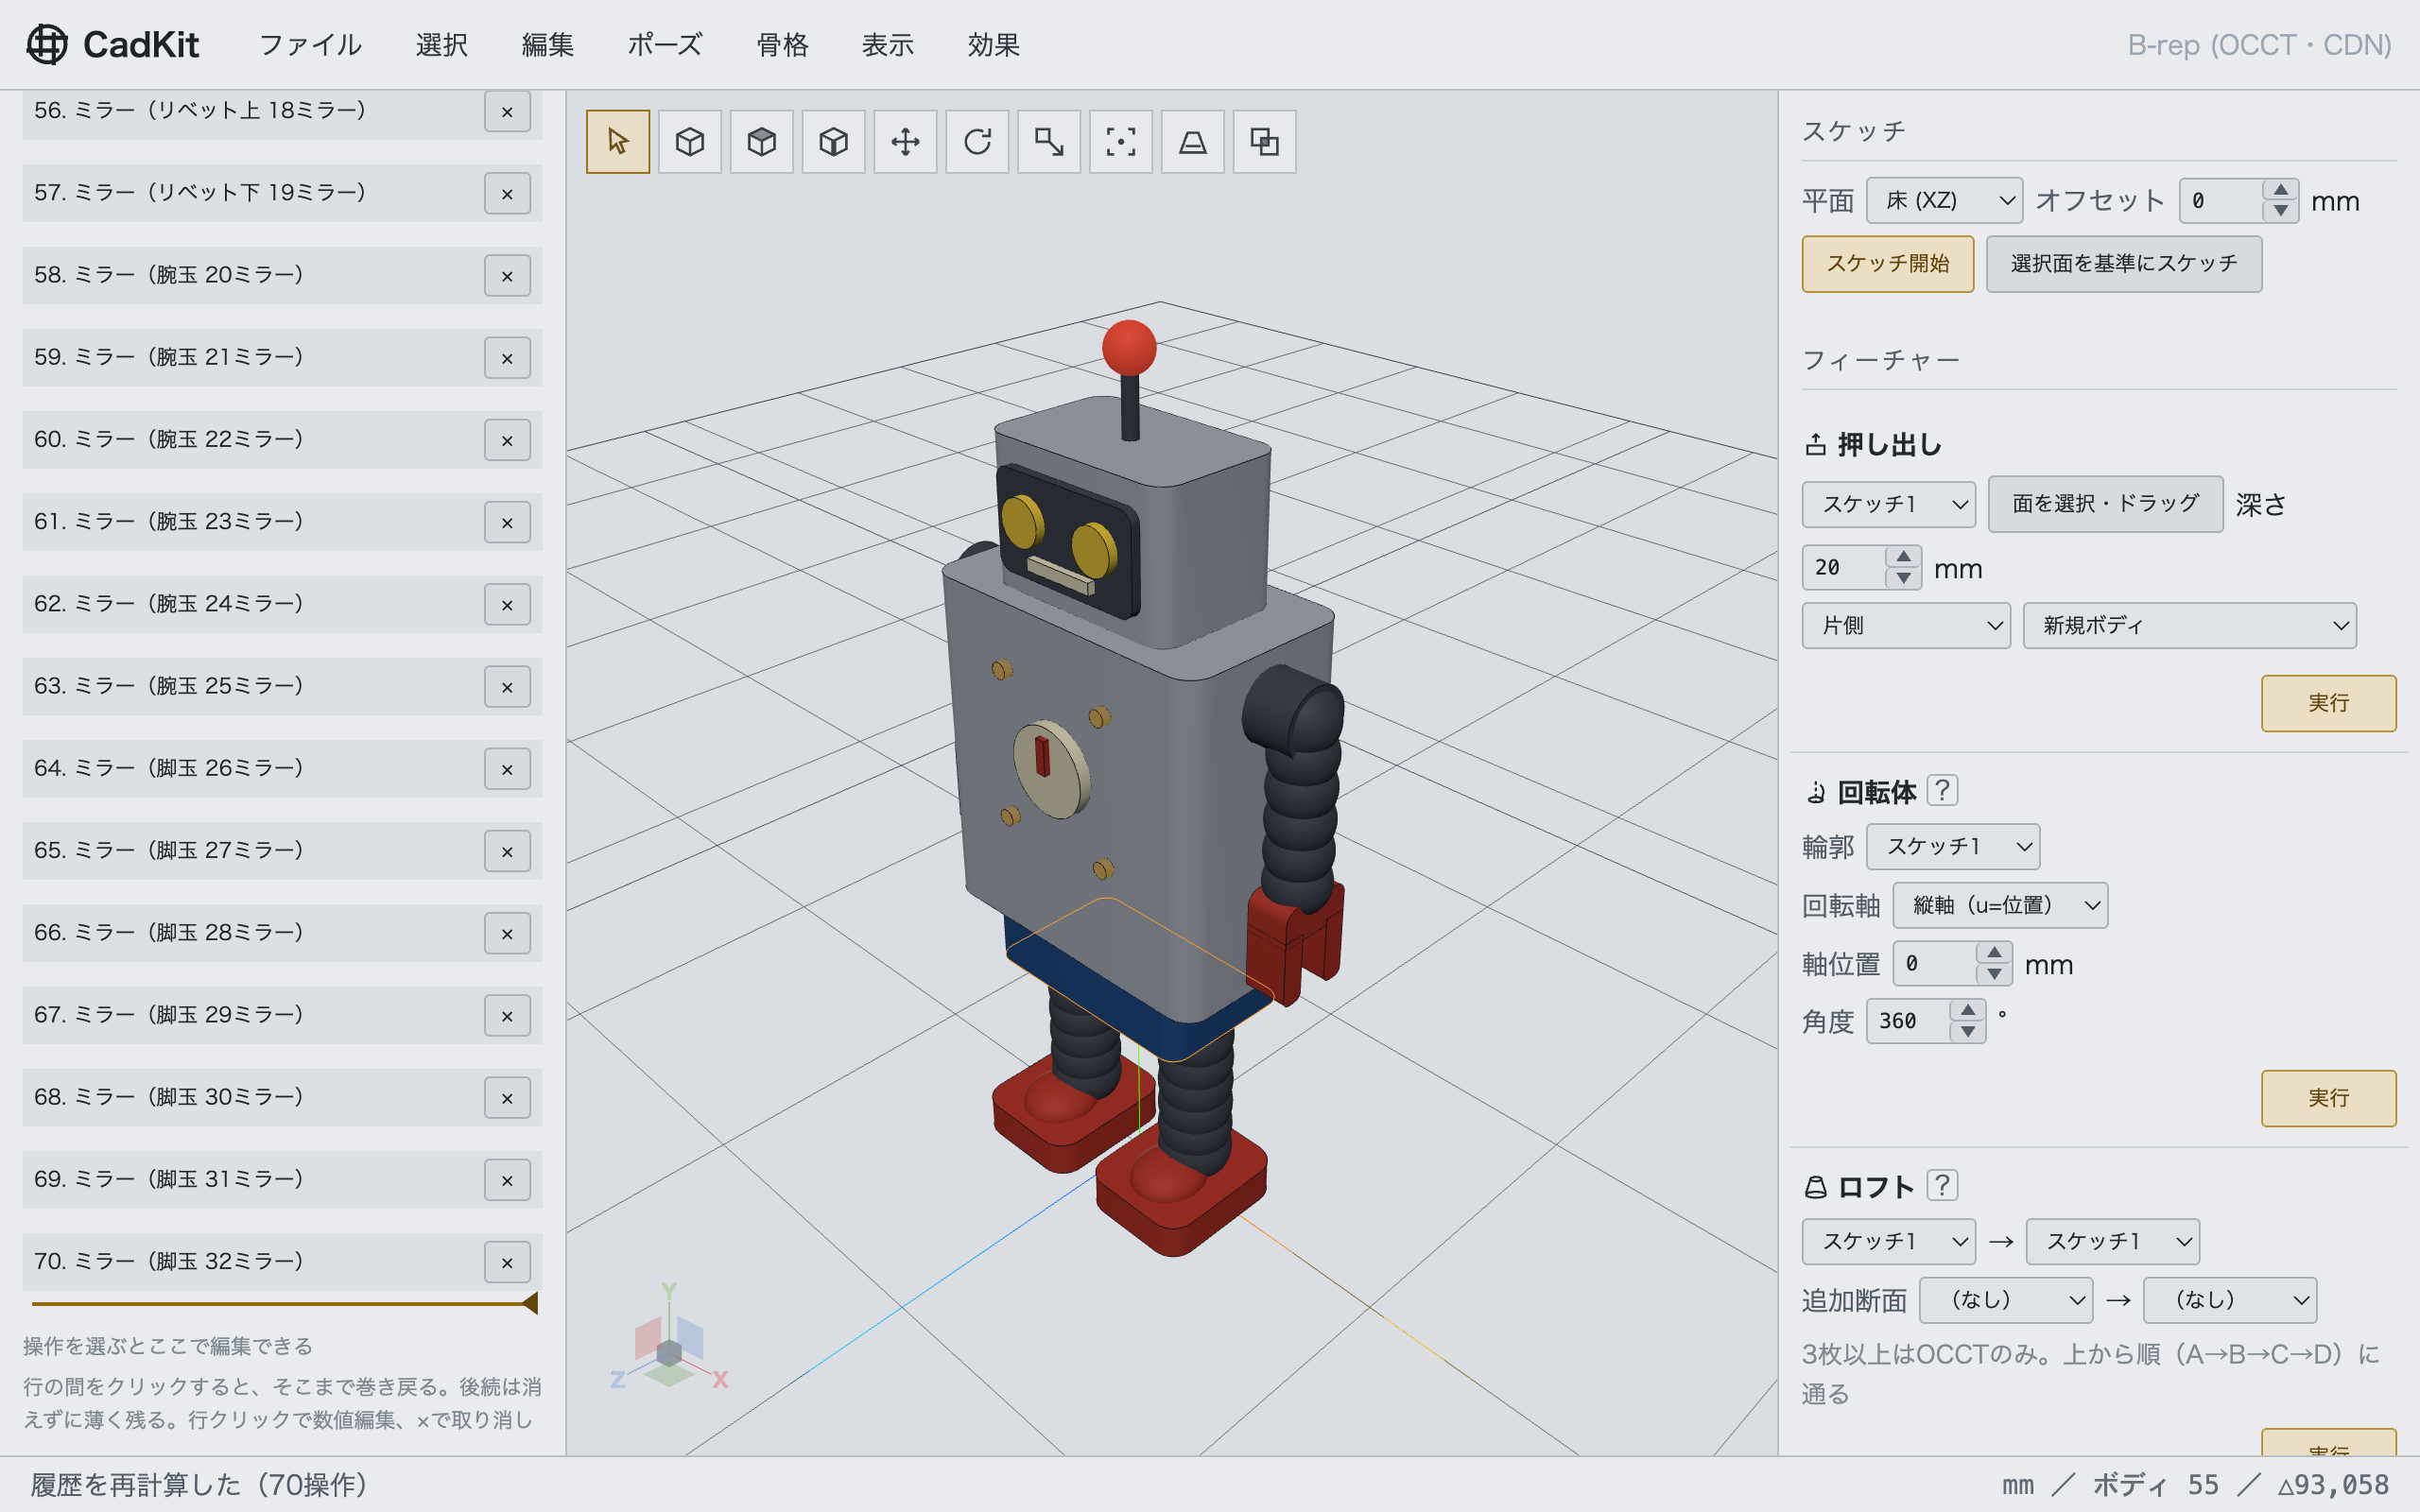 CadKit ファイル 選択 編集 ポーズ 骨格 表示 効果 B-rep (OCCT・CDN)
56. ミラー（リベット上 18ミラー） ×
57. ミラー（リベット下 19ミラー） ×
58. ミラー（腕玉 20ミラー） ×
59. ミラー（腕玉 21ミラー） ×
60. ミラー（腕玉 22ミラー） ×
61. ミラー（腕玉 23ミラー） ×
62. ミラー（腕玉 24ミラー） ×
63. ミラー（腕玉 25ミラー） ×
64. ミラー（脚玉 26ミラー） ×
65. ミラー（脚玉 27ミラー） ×
66. ミラー（脚玉 28ミラー） ×
67. ミラー（脚玉 29ミラー） ×
68. ミラー（脚玉 30ミラー） ×
69. ミラー（脚玉 31ミラー） ×
70. ミラー（脚玉 32ミラー） ×
操作を選ぶとここで編集できる
行の間をクリックすると、そこまで巻き戻る。後続は消
えずに薄く残る。行クリックで数値編集、×で取り消し
Y
Z X
スケッチ
平面 床 (XZ) オフセット 0 mm
スケッチ開始 選択面を基準にスケッチ
フィーチャー
押し出し
スケッチ1 面を選択・ドラッグ 深さ
20 mm
片側 新規ボディ
実行
回転体 ?
輪郭 スケッチ1
回転軸 縦軸（u=位置）
軸位置 0 mm
角度 360 °
実行
ロフト ?
スケッチ1 → スケッチ1
追加断面 （なし） → （なし）
3枚以上はOCCTのみ。上から順（A→B→C→D）に
通る
実行
履歴を再計算した（70操作） mm ／ ボディ 55 ／ △93,058